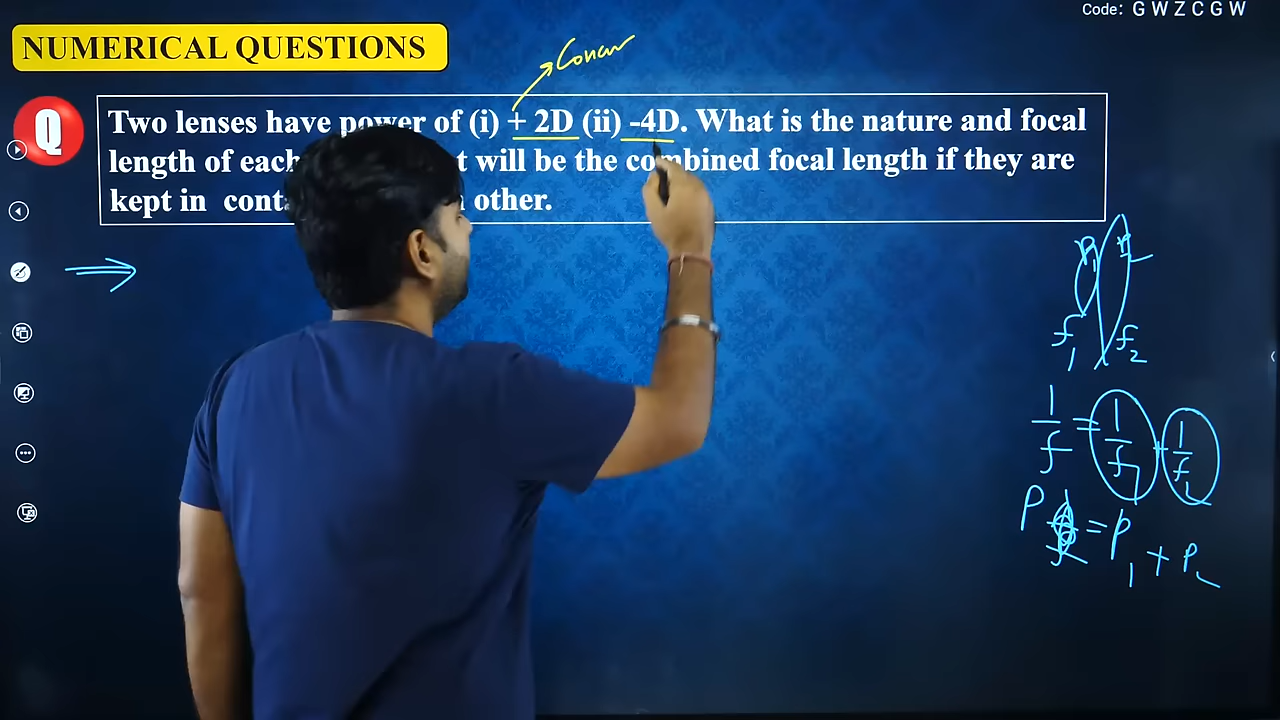 Code: G W Z C G W
NUMERICAL QUESTIONS
Q
Two lenses have power of (i) + 2D (ii) -4D. What is the nature and focal
length of each will be the combined focal length if they are
kept in other.
P₁ P₂
f₁ f₂
1/f = 1/f₁ + 1/f₂
P = P₁ + P₂